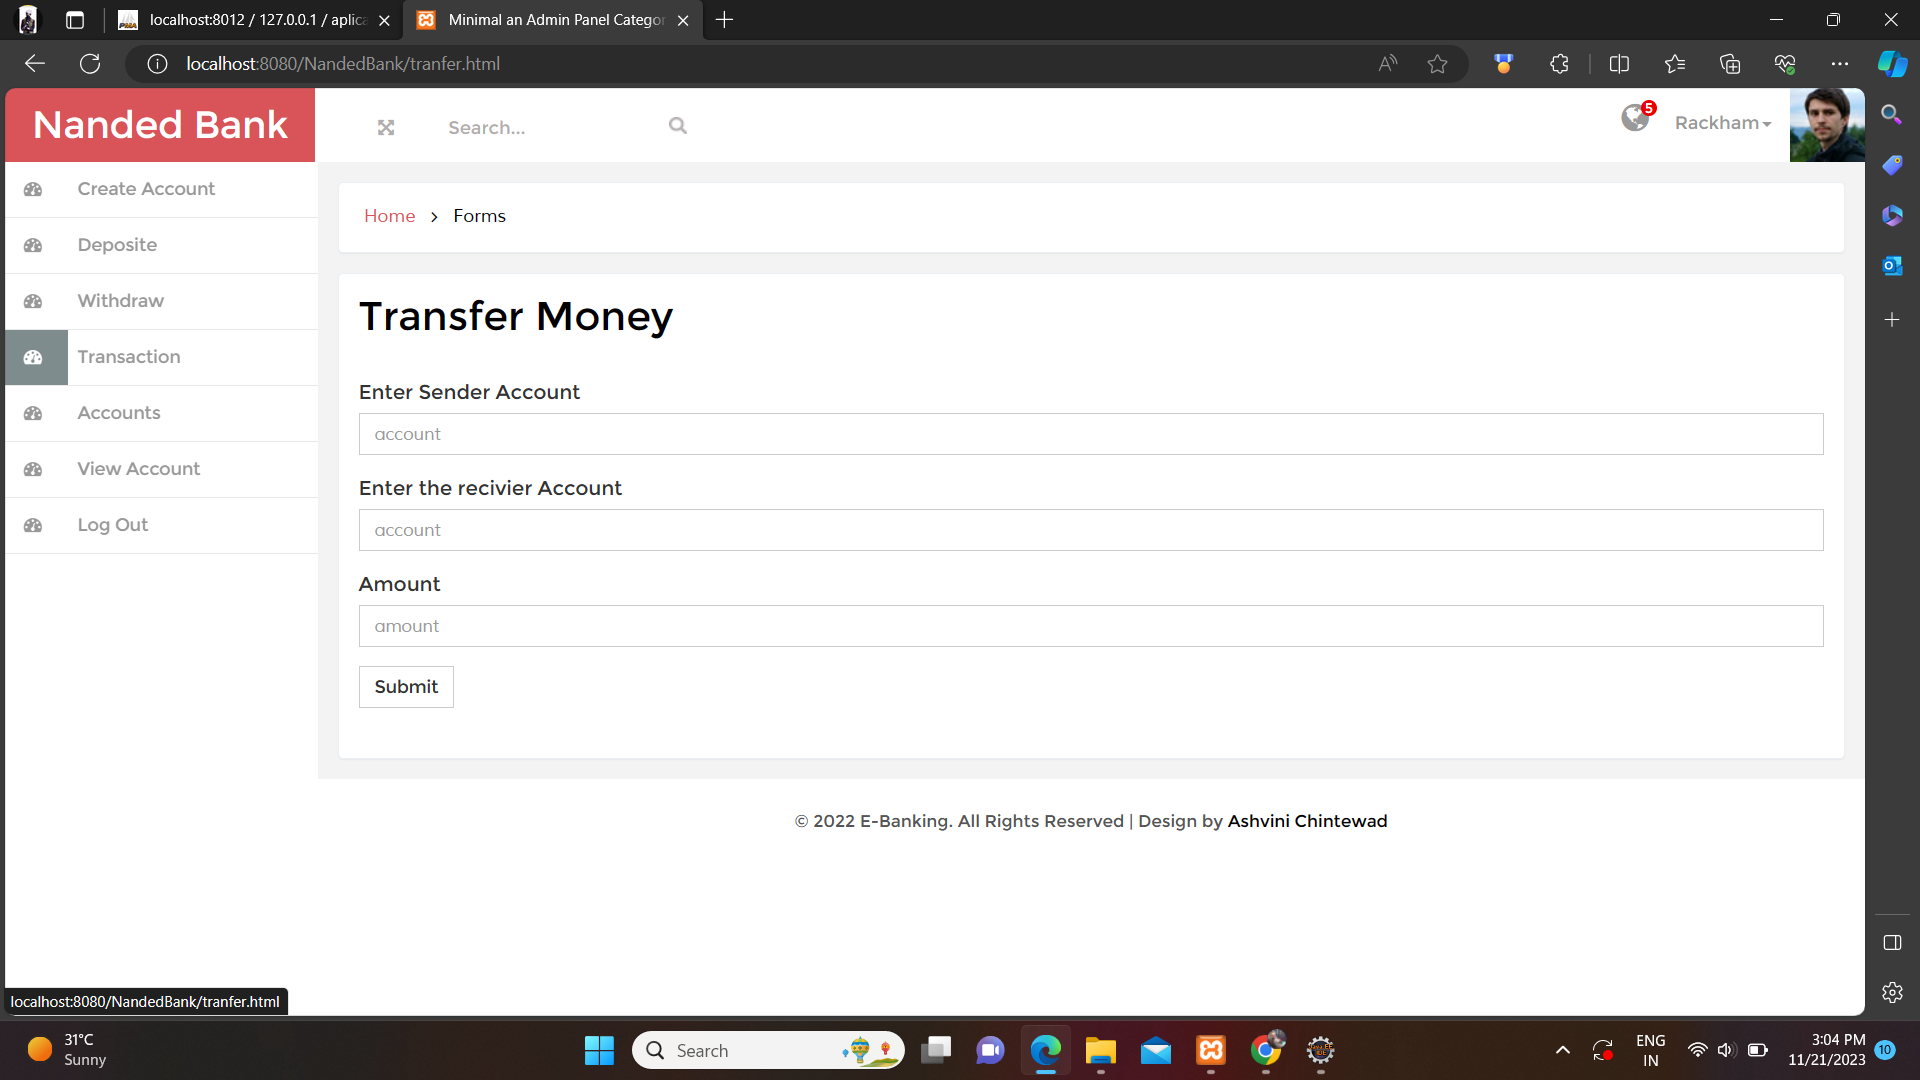 localhost:8012 / 127.0.0.1 / aplica
Minimal an Admin Panel Categor
localhost:8080/NandedBank/tranfer.html
Nanded Bank
Search...
5
Rackham
Create Account
Deposite
Withdraw
Transaction
Accounts
View Account
Log Out
Home > Forms
Transfer Money
Enter Sender Account
account
Enter the recivier Account
account
Amount
amount
Submit
© 2022 E-Banking. All Rights Reserved | Design by Ashvini Chintewad
localhost:8080/NandedBank/tranfer.html
31°C
Sunny
Search
ENG
IN
3:04 PM
11/21/2023
10